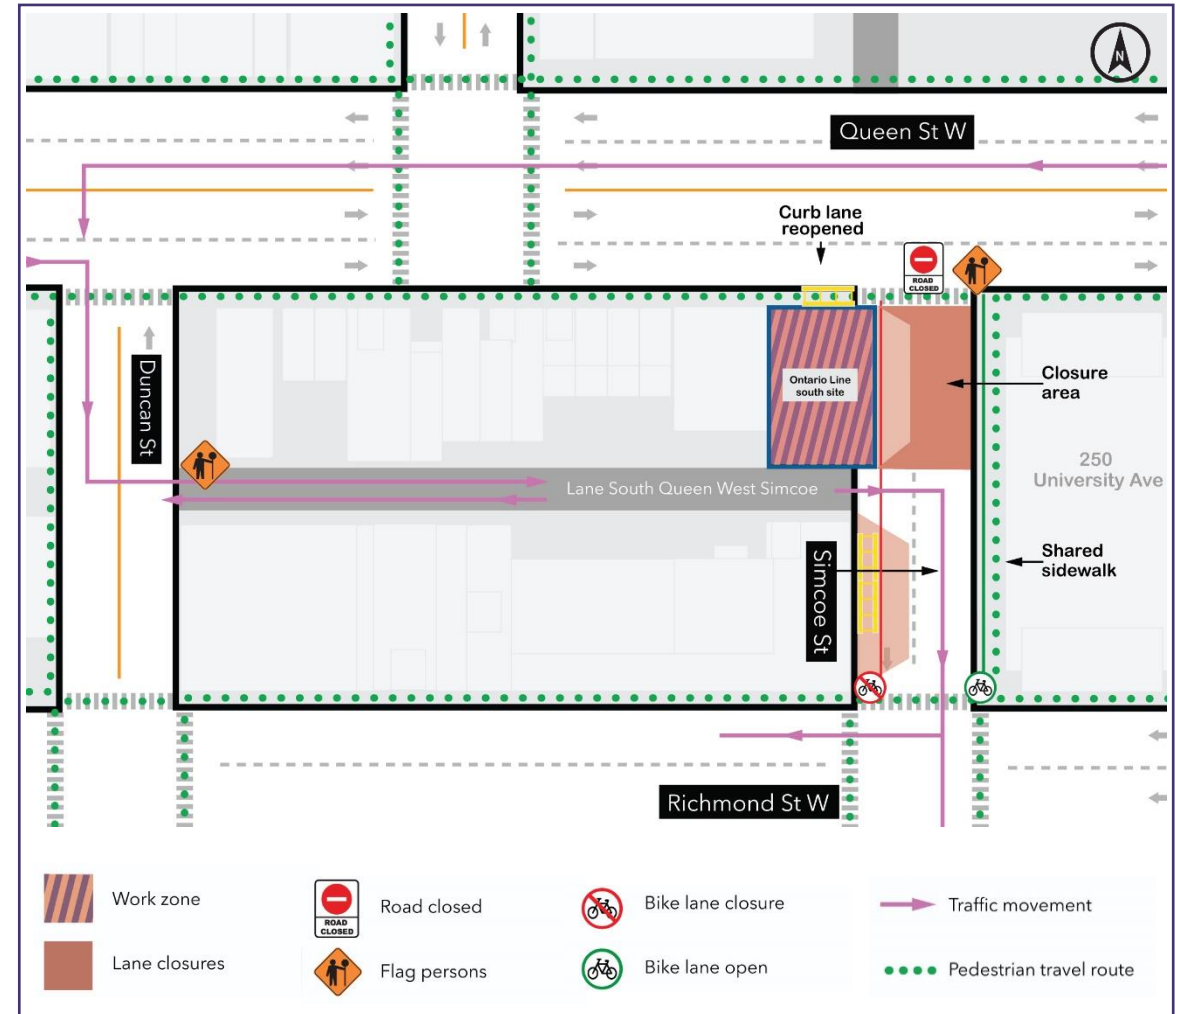 N
Queen St W
Curb lane
reopened
ROAD
CLOSED
Duncan St
Ontario Line
south site
Closure
area
250
University Ave
Lane South Queen West Simcoe
Simcoe St
Shared
sidewalk
Richmond St W
Work zone
ROAD
CLOSED
Road closed
Bike lane closure
Traffic movement
Lane closures
Flag persons
Bike lane open
Pedestrian travel route